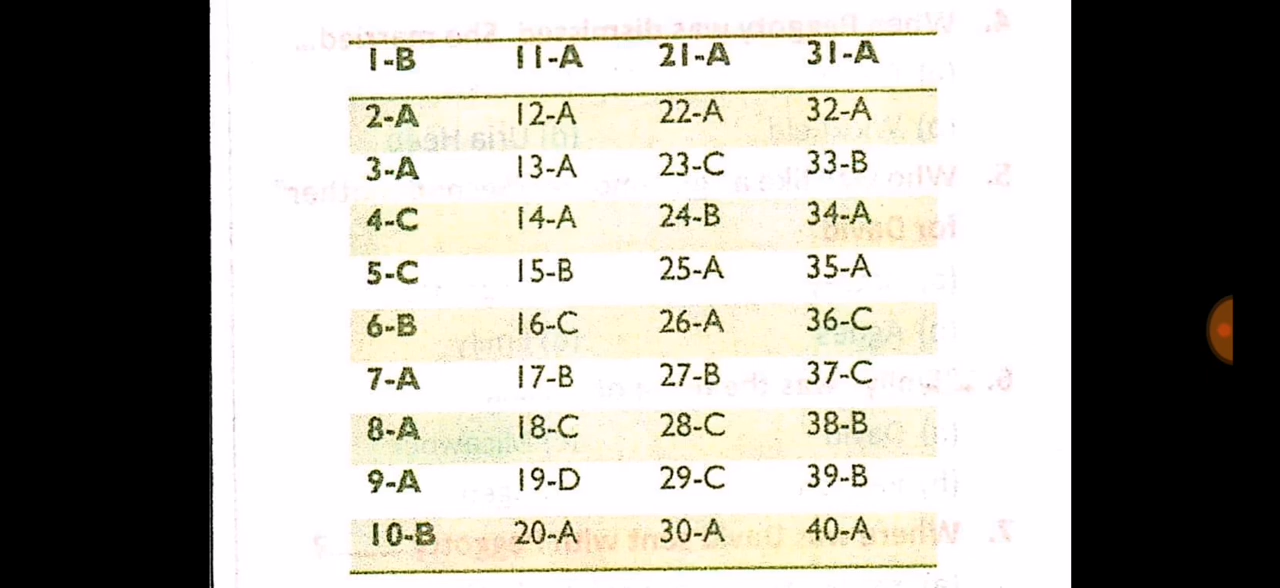 1-B 11-A 21-A 31-A
2-A 12-A 22-A 32-A
3-A 13-A 23-C 33-B
4-C 14-A 24-B 34-A
5-C 15-B 25-A 35-A
6-B 16-C 26-A 36-C
7-A 17-B 27-B 37-C
8-A 18-C 28-C 38-B
9-A 19-D 29-C 39-B
10-B 20-A 30-A 40-A